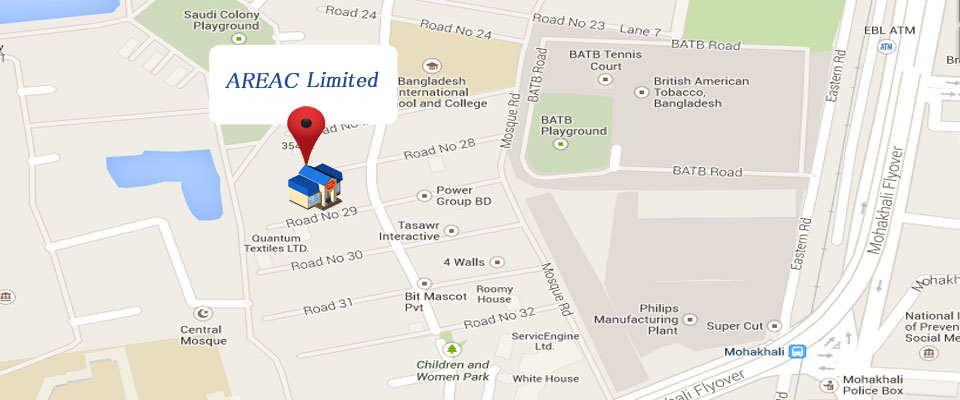 Saudi Colony
Playground
Road 24
Road No 24
Road No 23
Lane 7
BATB Road
EBL ATM
ATM
AREAC Limited
Bangladesh
International
ool and College
BATB Tennis
Court
British American
Tobacco,
Bangladesh
BATB Road
Eastern Rd
Mosque Rd
BATB
Playground
Road No 28
BATB Road
Mohakhali Flyover
Power
Group BD
Road No 29
Tasawr
Interactive
Quantum
Textiles LTD.
Road No 30
4 Walls
Eastern Rd
Mosque Rd
Bit Mascot
Pvt
Roomy
House
Road 31
Road No 32
Philips
Manufacturing
Plant
Super Cut
Central
Mosque
ServicEngine
Ltd.
Mohakhali
National I
of Preven
Social Me
Children and
Women Park
White House
Flyover
Mohakhali
Police Box